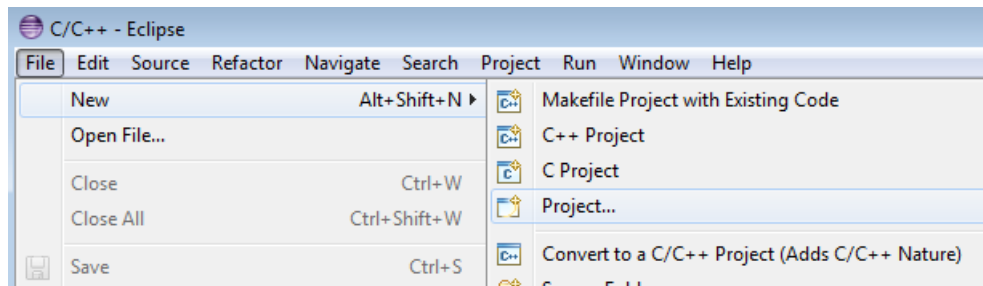 C/C++ - Eclipse
File Edit Source Refactor Navigate Search Project Run Window Help
New Alt+Shift+N
Open File...
Close Ctrl+W
Close All Ctrl+Shift+W
Save Ctrl+S
Makefile Project with Existing Code
C++ Project
C Project
Project...
Convert to a C/C++ Project (Adds C/C++ Nature)